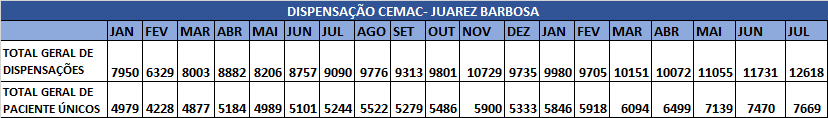 DISPENSAÇÃO CEMAC- JUAREZ BARBOSA
JAN FEV MAR ABR MAI JUN JUL AGO SET OUT NOV DEZ JAN FEV MAR ABR MAI JUN JUL
TOTAL GERAL DE
DISPENSAÇÕES 7950 6329 8003 8882 8206 8757 9090 9776 9313 9801 10729 9735 9980 9705 10151 10072 11055 11731 12618
TOTAL GERAL DE
PACIENTE ÚNICOS 4979 4228 4877 5184 4989 5101 5244 5522 5279 5486 5900 5333 5846 5918 6094 6499 7139 7470 7669